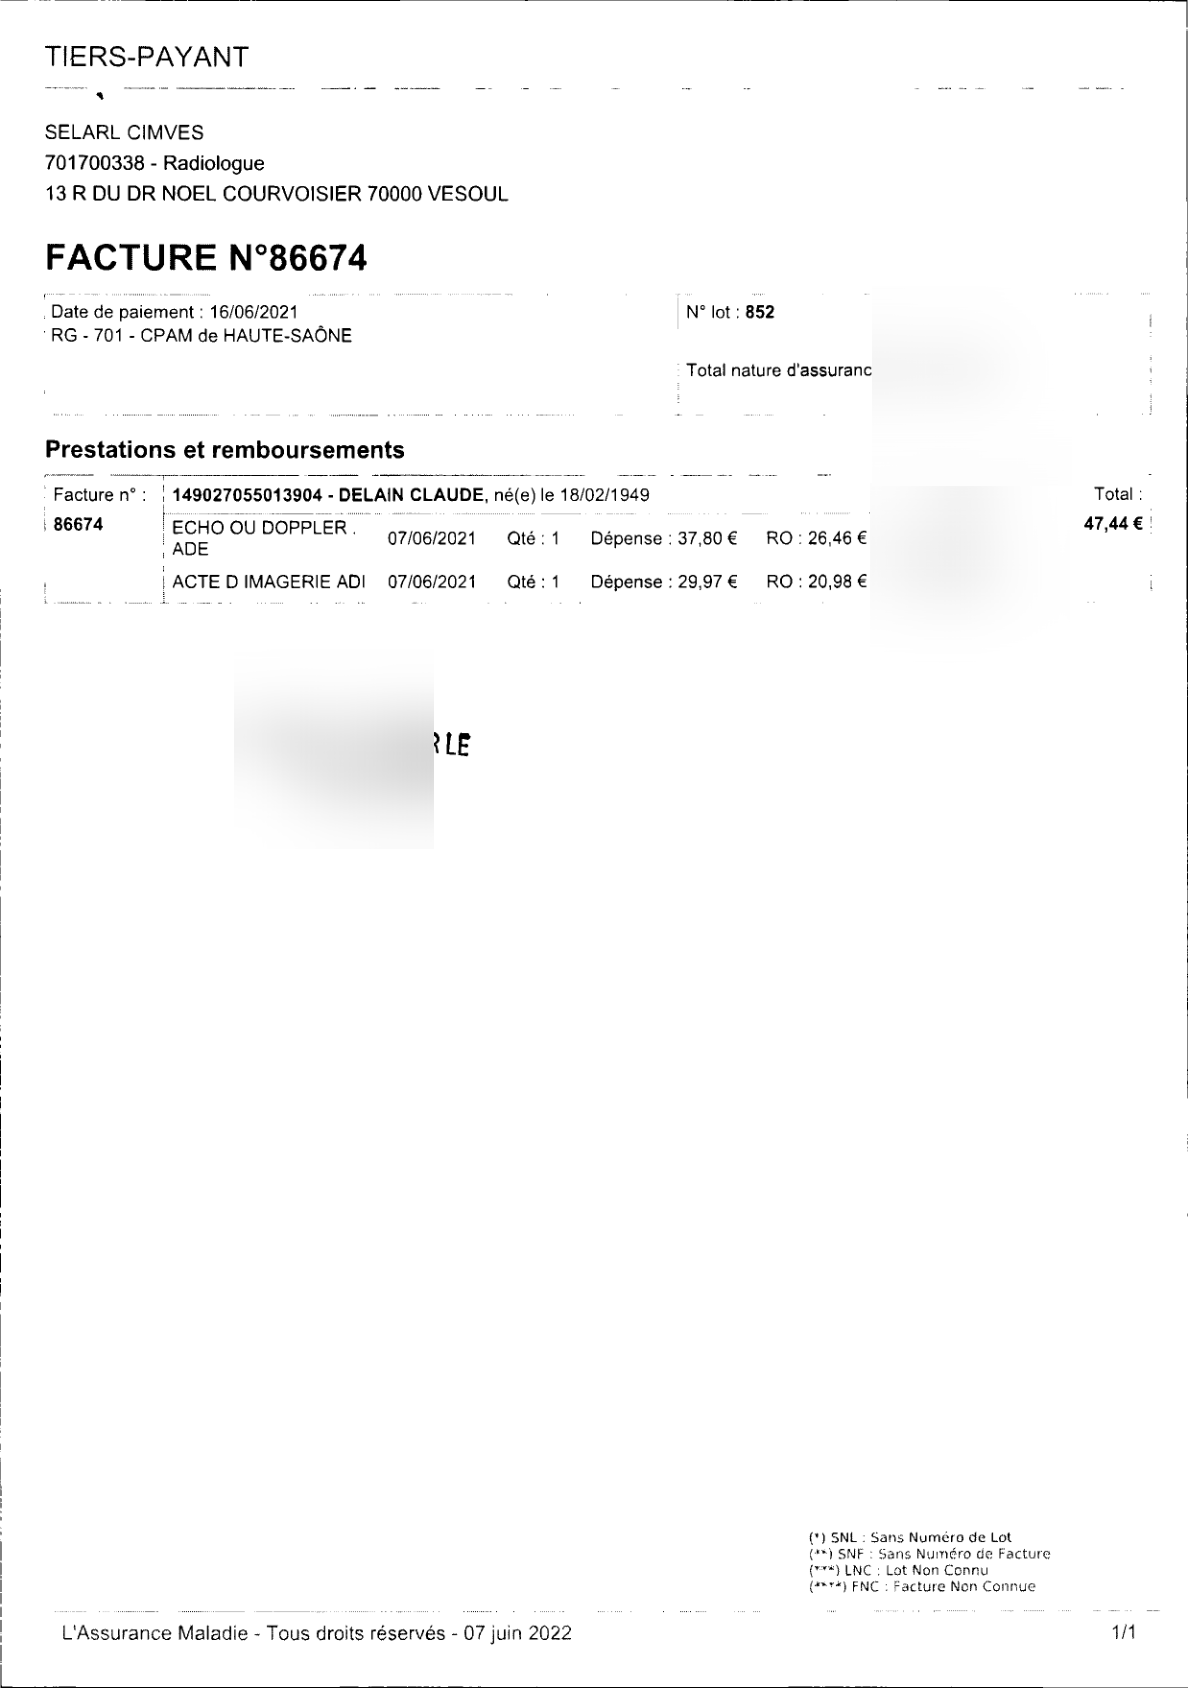 TIERS-PAYANT
SELARL CIMVES
701700338 - Radiologue
13 R DU DR NOEL COURVOISIER 70000 VESOUL
FACTURE N°86674
Date de paiement : 16/06/2021
RG - 701 - CPAM de HAUTE-SAÔNE
N° lot : 852
Total nature d'assuranc
Prestations et remboursements
Facture n° : 149027055013904 - DELAIN CLAUDE, né(e) le 18/02/1949 Total :
86674 47,44 €
ECHO OU DOPPLER . ADE 07/06/2021 Qté : 1 Dépense : 37,80 € RO : 26,46 €
ACTE D IMAGERIE ADI 07/06/2021 Qté : 1 Dépense : 29,97 € RO : 20,98 €
LE
(*) SNL : Sans Numéro de Lot
(**) SNF : Sans Numéro de Facture
(***) LNC : Lot Non Connu
(****) FNC : Facture Non Connue
L'Assurance Maladie - Tous droits réservés - 07 juin 2022 1/1